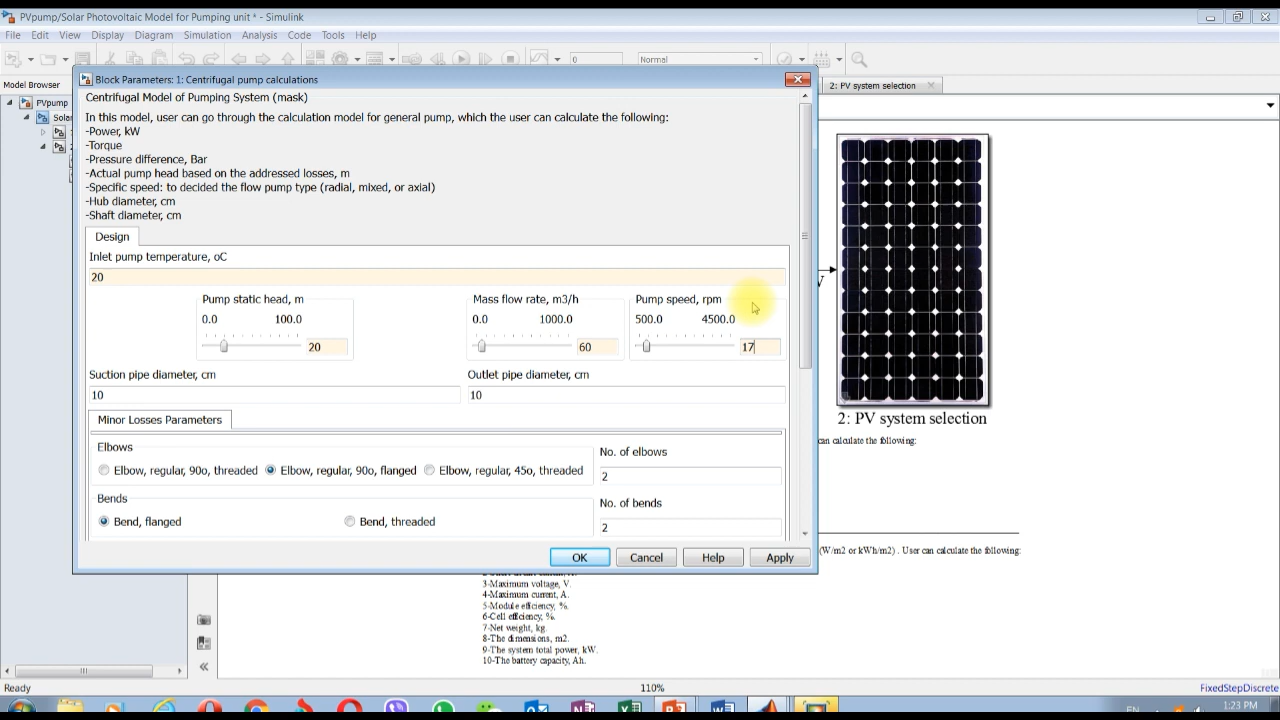 PVpump/Solar Photovoltaic Model for Pumping unit * - Simulink
File Edit View Display Diagram Simulation Analysis Code Tools Help
0
Normal
Model Browser
2: PV system selection
PVpump
Solar
Block Parameters: 1: Centrifugal pump calculations
Centrifugal Model of Pumping System (mask)
In this model, user can go through the calculation model for general pump, which the user can calculate the following:
-Power, kW
-Torque
-Pressure difference, Bar
-Actual pump head based on the addressed losses, m
-Specific speed: to decided the flow pump type (radial, mixed, or axial)
-Hub diameter, cm
-Shaft diameter, cm
Design
Inlet pump temperature, oC
20
Pump static head, m
0.0 100.0
20
Mass flow rate, m3/h
0.0 1000.0
60
Pump speed, rpm
500.0 4500.0
17
Suction pipe diameter, cm
10
Outlet pipe diameter, cm
10
Minor Losses Parameters
Elbows
Elbow, regular, 90o, threaded Elbow, regular, 90o, flanged Elbow, regular, 45o, threaded
No. of elbows
2
Bends
Bend, flanged Bend, threaded
No. of bends
2
OK Cancel Help Apply
V
2: PV system selection
can calculate the following:
(W/m2 or kWh/m2) . User can calculate the following:
3-Maximum voltage, V.
4-Maximum current, A.
5-Module efficiency, %.
6-Cell efficiency, %.
7-Net weight, kg.
8-The dimensions, m2.
9-The system total power, kW.
10-The battery capacity, Ah.
Ready
110%
FixedStepDiscrete
EN
1:23 PM